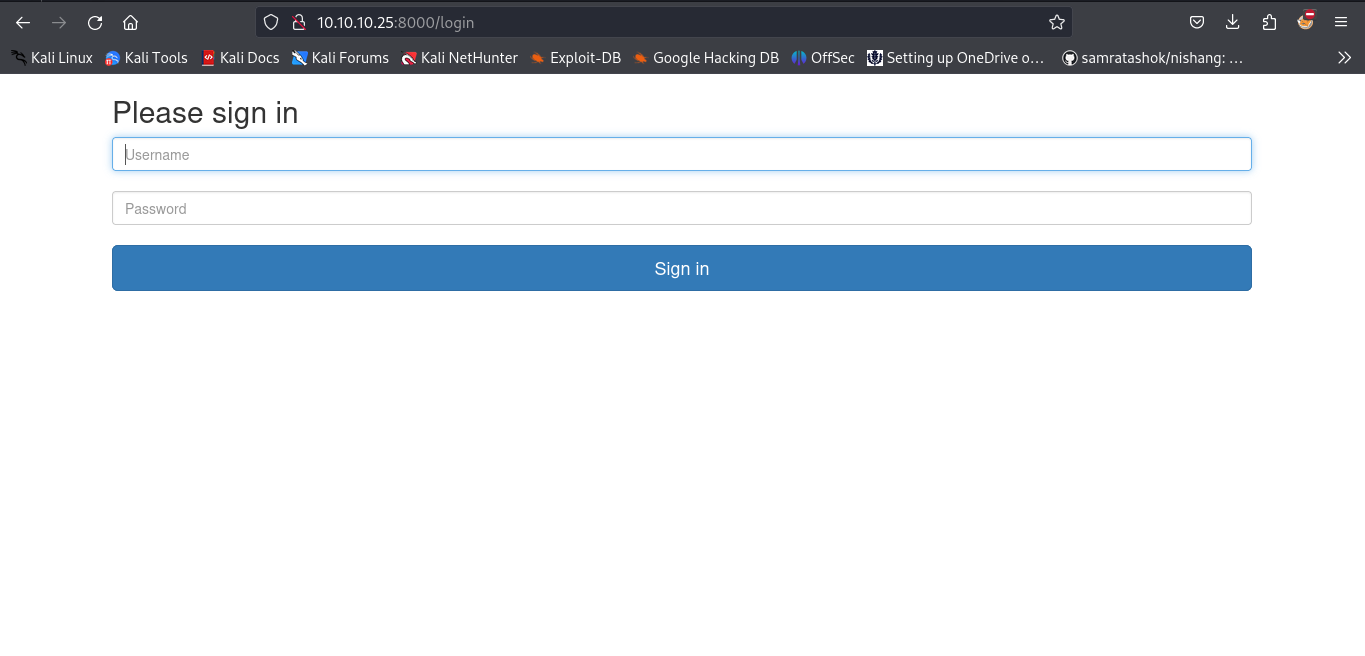 10.10.10.25:8000/login
Kali Linux Kali Tools Kali Docs Kali Forums Kali NetHunter Exploit-DB Google Hacking DB OffSec Setting up OneDrive o… samratashok/nishang: …
Please sign in
Username
Password
Sign in